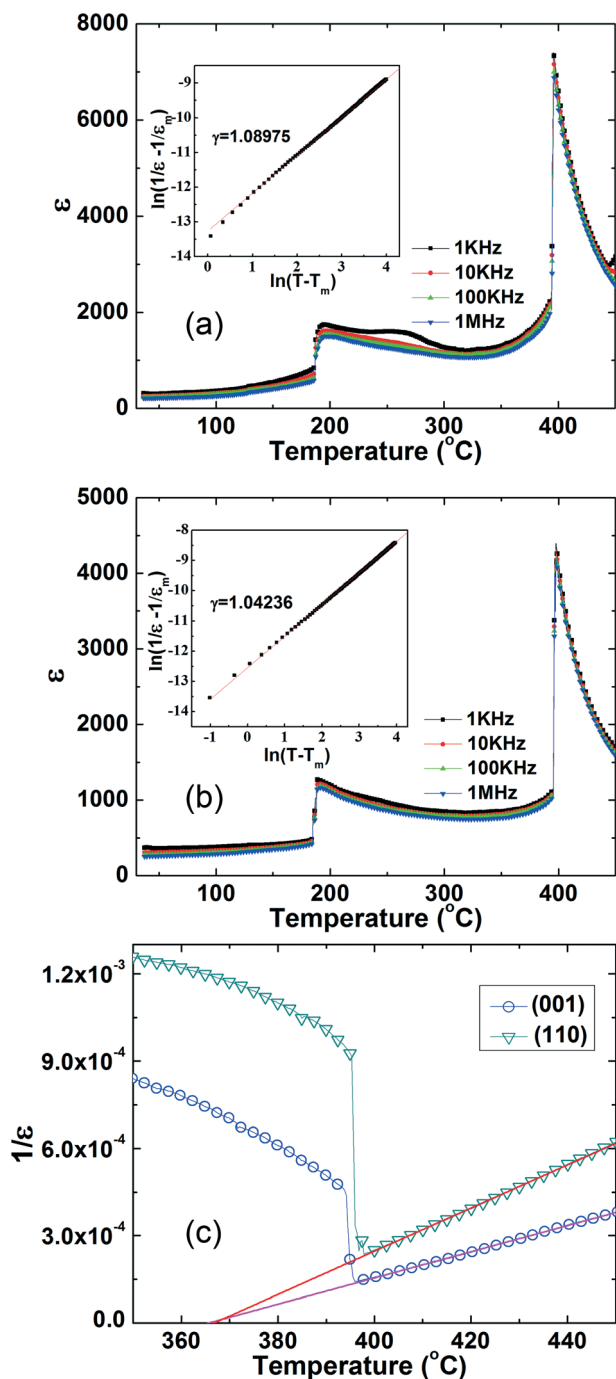 8000
6000
4000
2000
0
ε
-9
-10
-11
-12
-13
-14
ln(1/ε -1/εm)
γ=1.08975
0 1 2 3 4
ln(T-Tm)
1KHz
10KHz
100KHz
1MHz
(a)
100 200 300 400
Temperature (°C)
5000
4000
3000
2000
1000
0
ε
-8
-9
-10
-11
-12
-13
-14
ln(1/ε -1/εm)
γ=1.04236
-1 0 1 2 3 4
ln(T-Tm)
1KHz
10KHz
100KHz
1MHz
(b)
100 200 300 400
Temperature (°C)
1.2x10-3
9.0x10-4
6.0x10-4
3.0x10-4
0.0
1/ε
(001)
(110)
(c)
360 380 400 420 440
Temperature (°C)